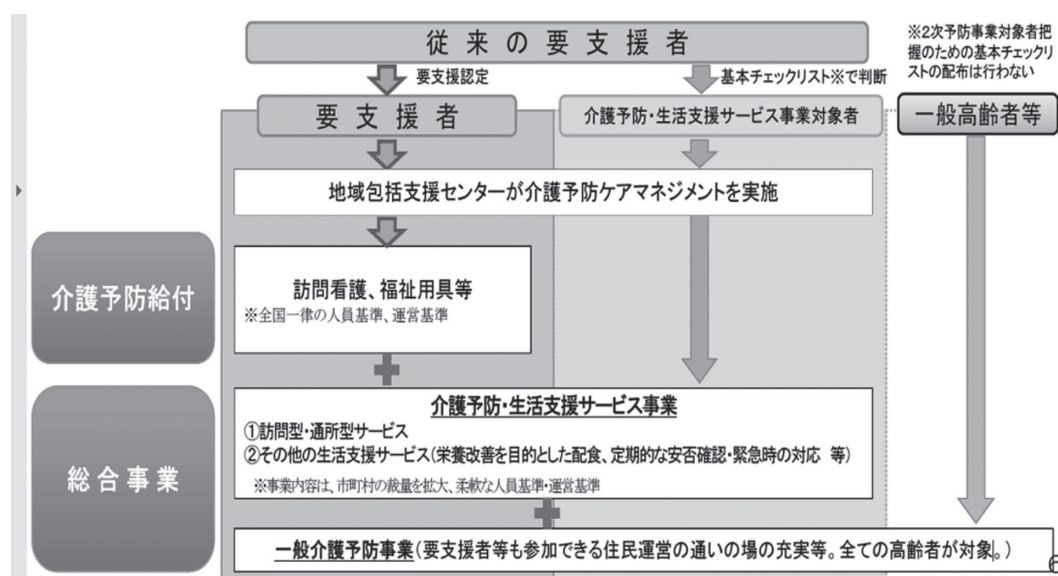 従来の要支援者
※2次予防事業対象者把
握のための基本チェックリ
ストの配布は行わない
要支援認定
基本チェックリスト※で判断
要支援者
介護予防・生活支援サービス事業対象者
一般高齢者等
地域包括支援センターが介護予防ケアマネジメントを実施
介護予防給付
訪問看護、福祉用具等
※全国一律の人員基準、運営基準
総合事業
介護予防・生活支援サービス事業
①訪問型・通所型サービス
②その他の生活支援サービス(栄養改善を目的とした配食、定期的な安否確認・緊急時の対応 等)
※事業内容は、市町村の裁量を拡大、柔軟な人員基準・運営基準
一般介護予防事業(要支援者等も参加できる住民運営の通いの場の充実等。全ての高齢者が対象。)